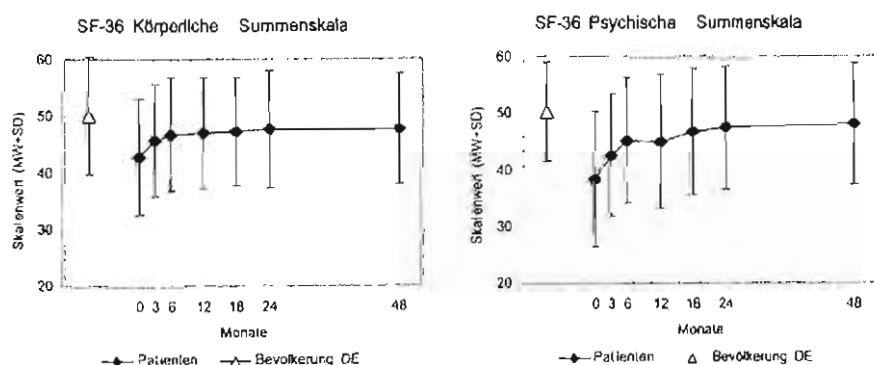 SF-36 Körperliche Summenskala
60
50
40
30
20
Skalenwert (MW+SD)
0 3 6 12 18 24 48
Monate
Patienten Bevölkerung DE
SF-36 Psychische Summenskala
60
50
40
30
20
Skalenwert (MW+SD)
0 3 6 12 18 24 48
Monate
Patienten Bevölkerung DE